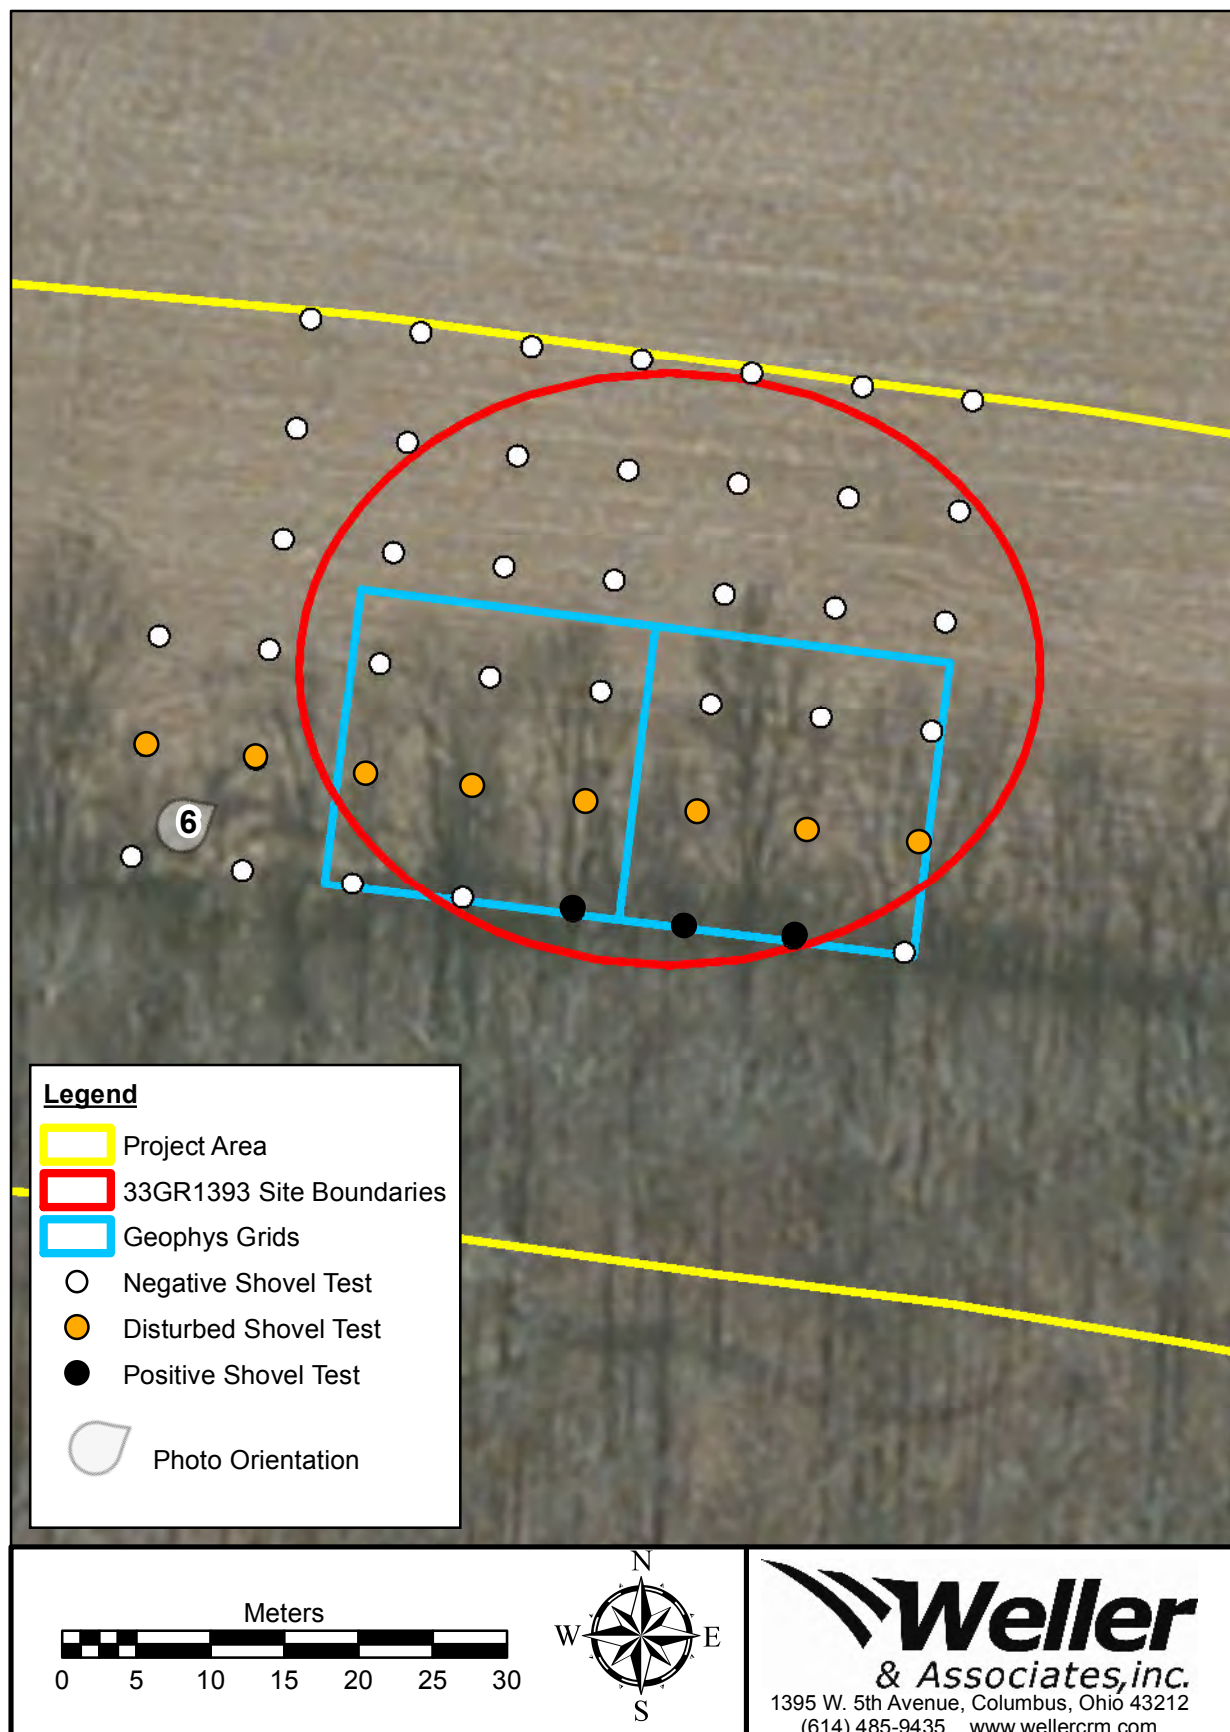 6
Legend
Project Area
33GR1393 Site Boundaries
Geophys Grids
Negative Shovel Test
Disturbed Shovel Test
Positive Shovel Test
Photo Orientation
Meters
0 5 10 15 20 25 30
N
W E
S
Weller
& Associates, inc.
1395 W. 5th Avenue, Columbus, Ohio 43212
(614) 485-9435 www.wellercrm.com